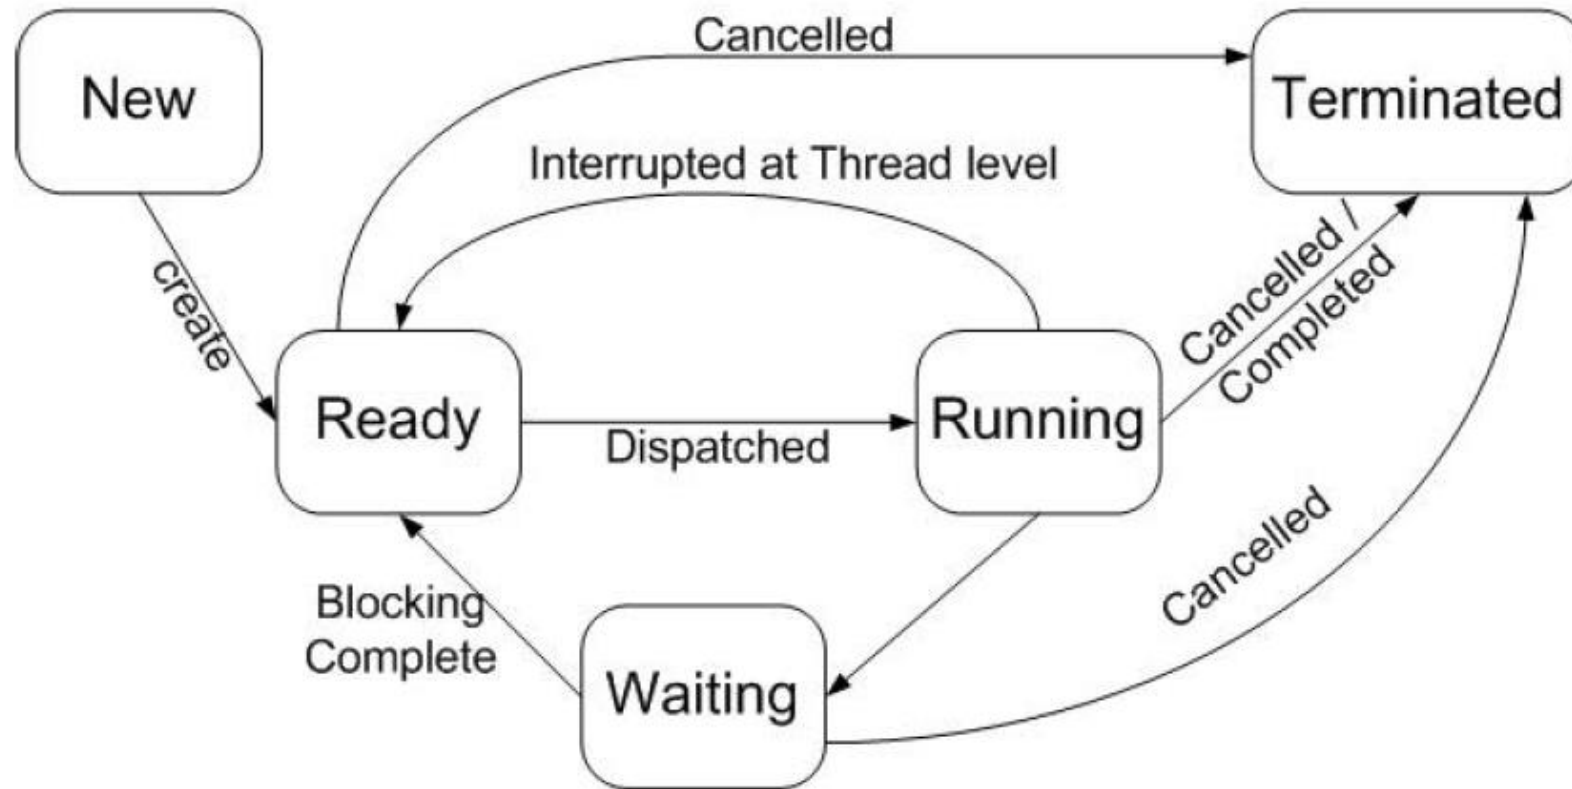 Cancelled
New
Terminated
Interrupted at Thread level
create
Cancelled /
Completed
Ready
Dispatched
Running
Cancelled
Blocking
Complete
Waiting